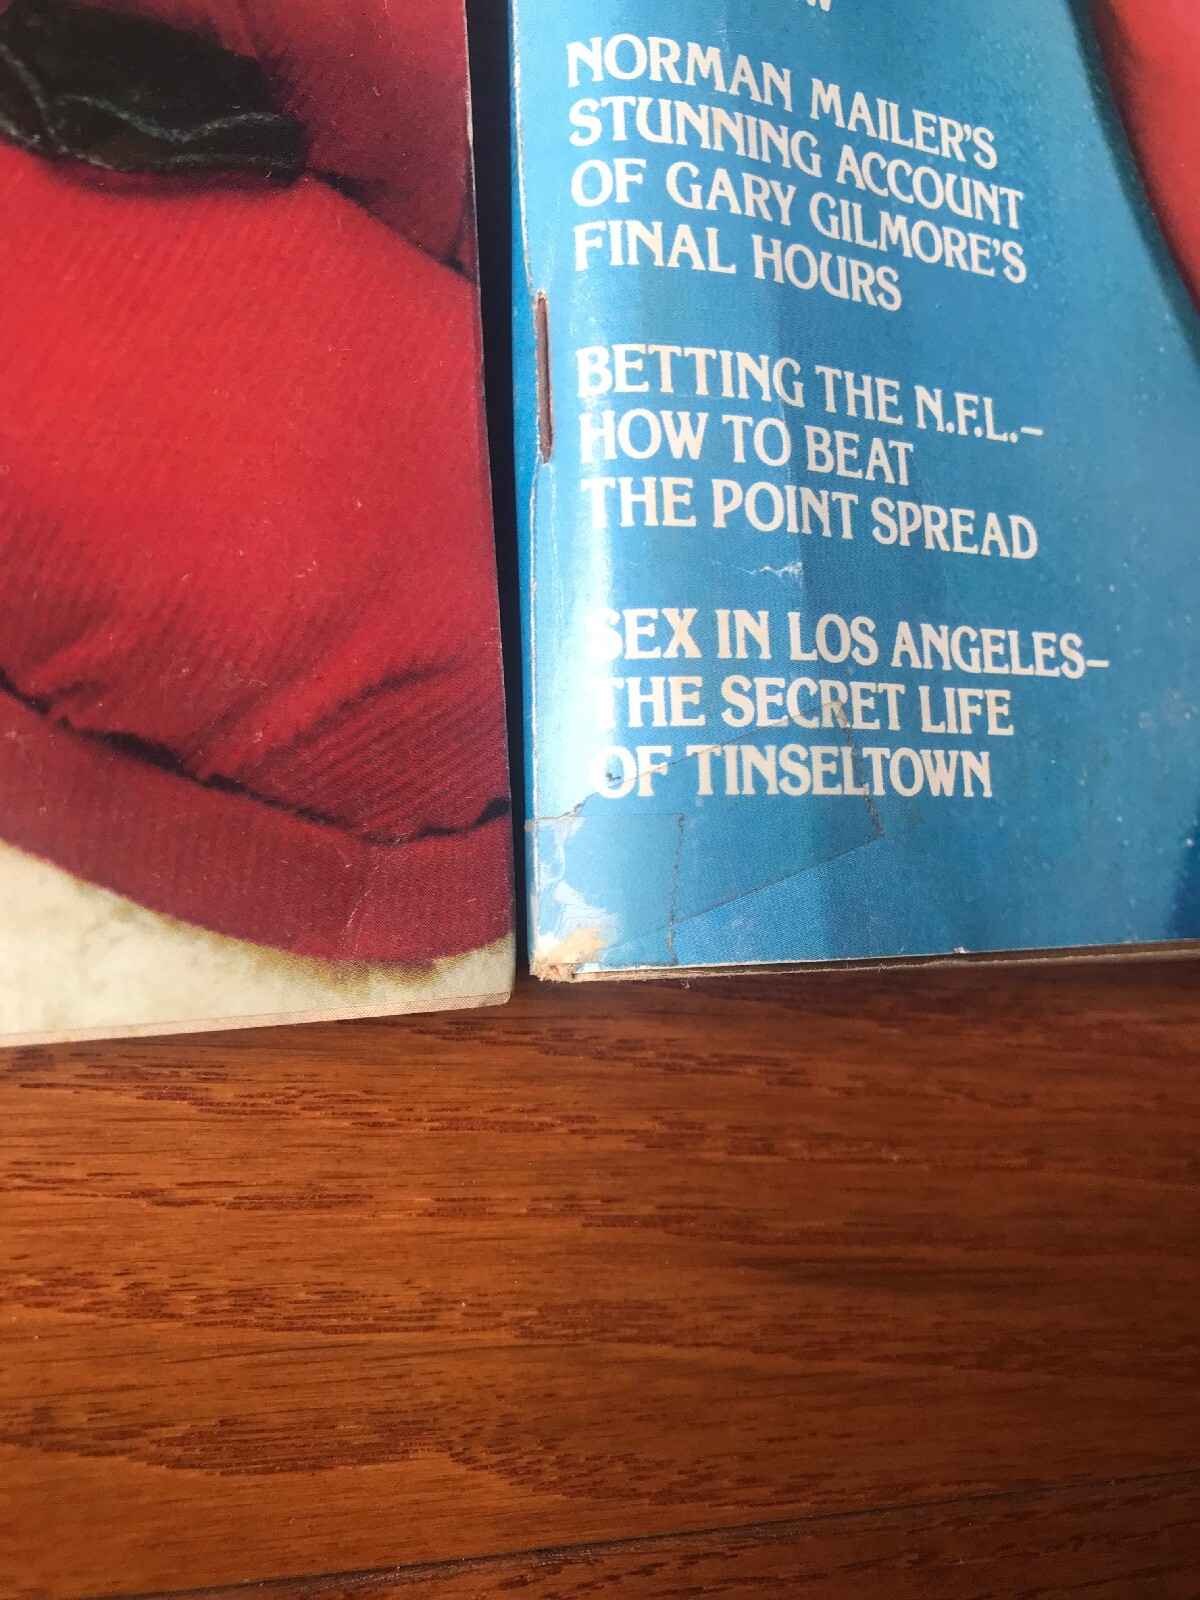 NORMAN MAILER'S
STUNNING ACCOUNT
OF GARY GILMORE'S
FINAL HOURS
BETTING THE N.F.L.–
HOW TO BEAT
THE POINT SPREAD
SEX IN LOS ANGELES–
THE SECRET LIFE
OF TINSELTOWN